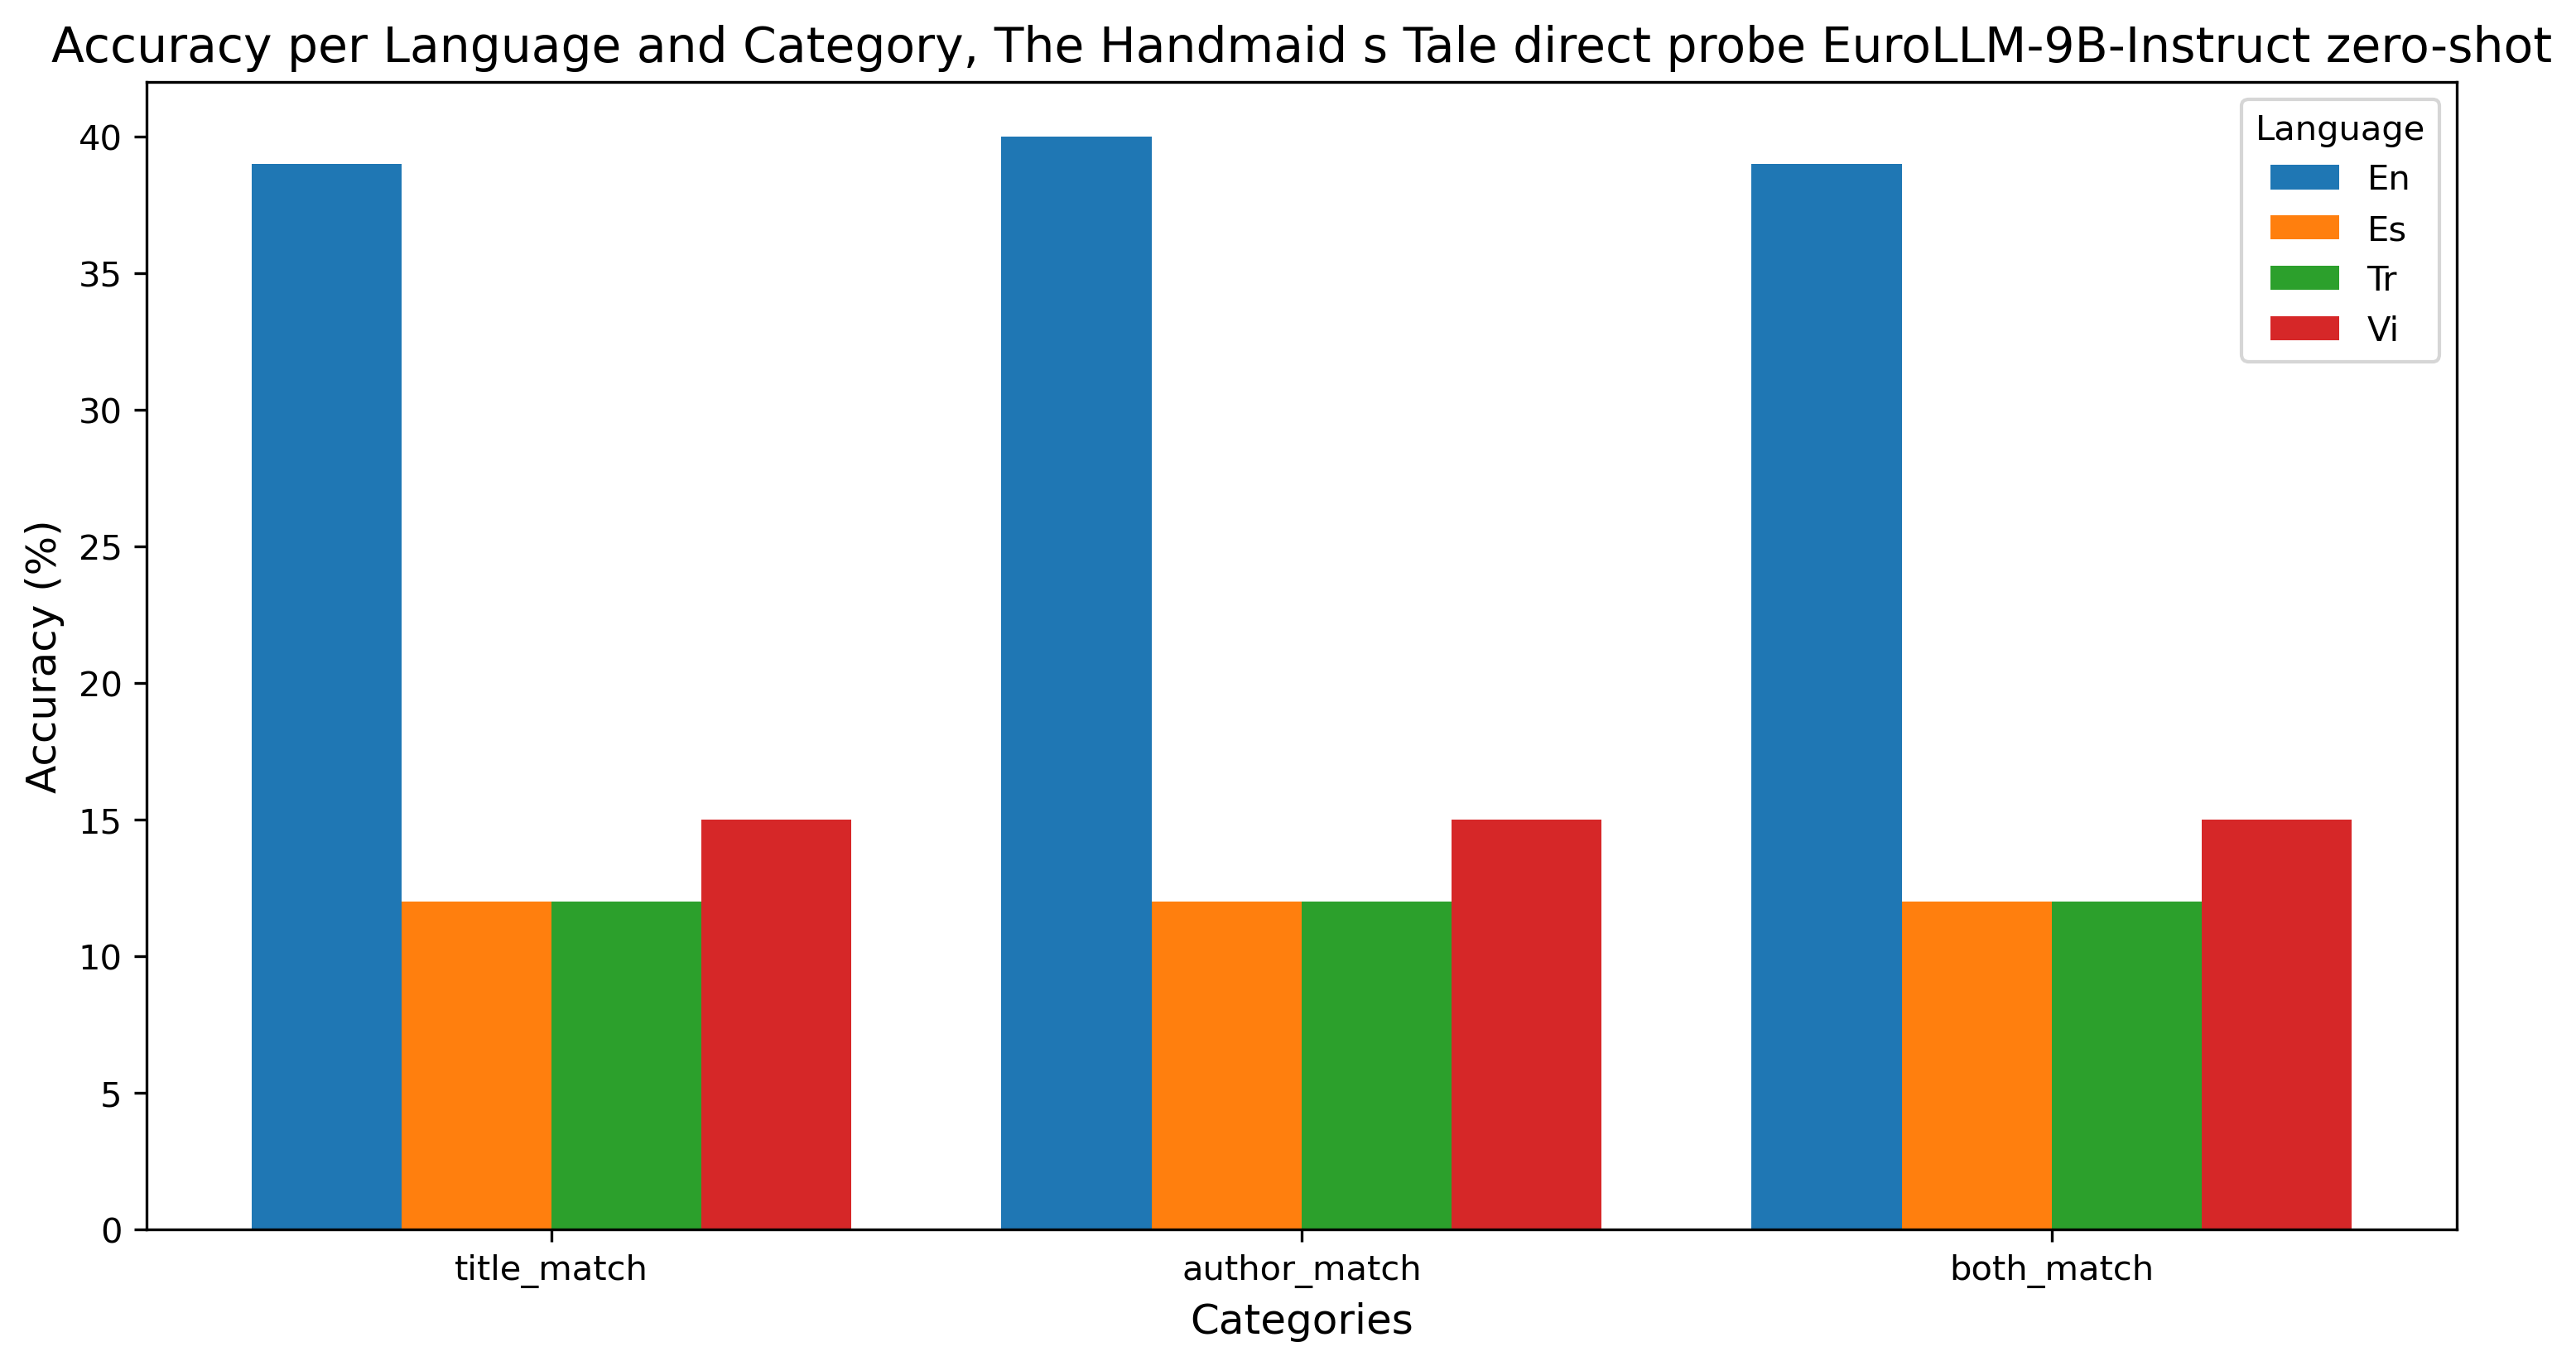 Accuracy per Language and Category, The Handmaid s Tale direct probe EuroLLM-9B-Instruct zero-shot
Language
En
Es
Tr
Vi
Accuracy (%)
40
35
30
25
20
15
10
5
0
title_match
author_match
both_match
Categories